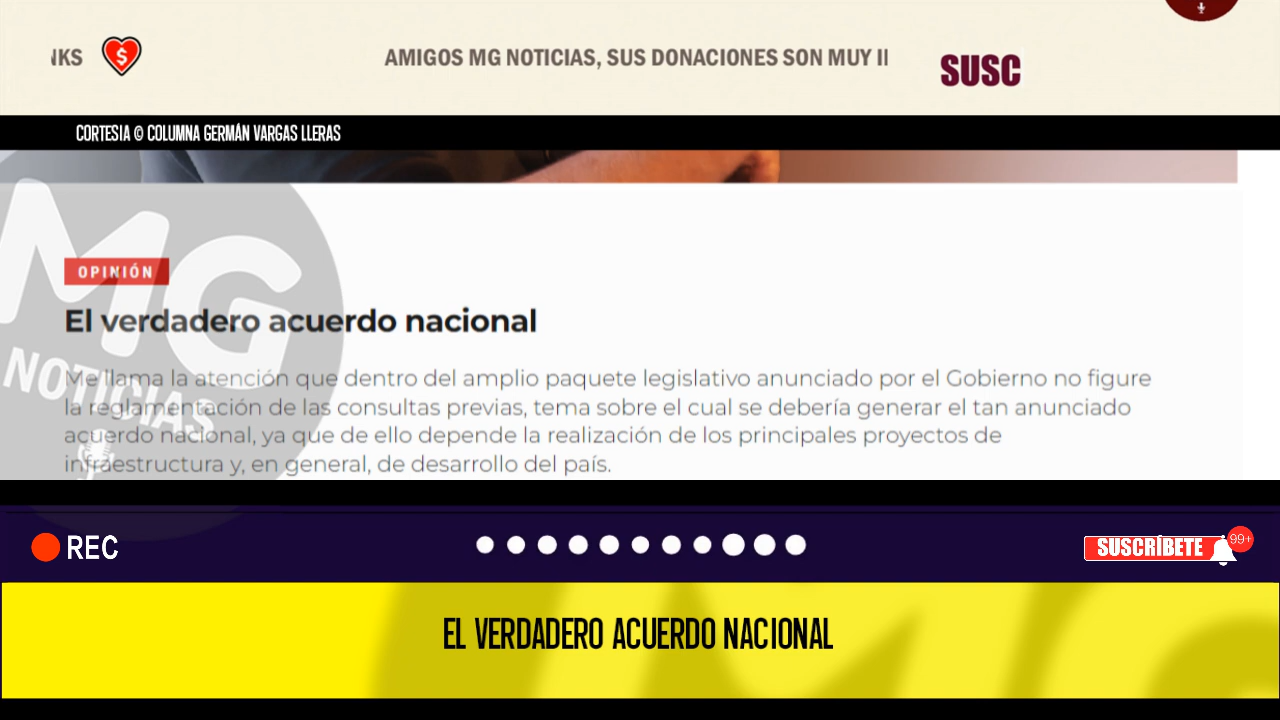 NKS $ AMIGOS MG NOTICIAS, SUS DONACIONES SON MUY SUSC
CORTESIA © COLUMNA GERMÁN VARGAS LLERAS
MG
NOTICIAS
OPINIÓN
El verdadero acuerdo nacional
Me llama la atención que dentro del amplio paquete legislativo anunciado por el Gobierno no figure
la reglamentación de las consultas previas, tema sobre el cual se debería generar el tan anunciado
acuerdo nacional, ya que de ello depende la realización de los principales proyectos de
infraestructura y, en general, de desarrollo del país.
REC
SUSCRÍBETE 99+
EL VERDADERO ACUERDO NACIONAL